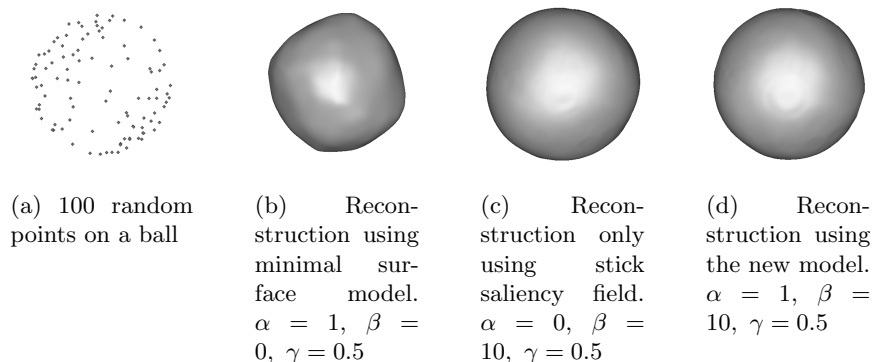 (a) 100 random
points on a ball
(b) Recon-
struction using
minimal sur-
face model.
α = 1, β =
0, γ = 0.5
(c) Recon-
struction only
using stick
saliency field.
α = 0, β =
10, γ = 0.5
(d) Recon-
struction using
the new model.
α = 1, β =
10, γ = 0.5